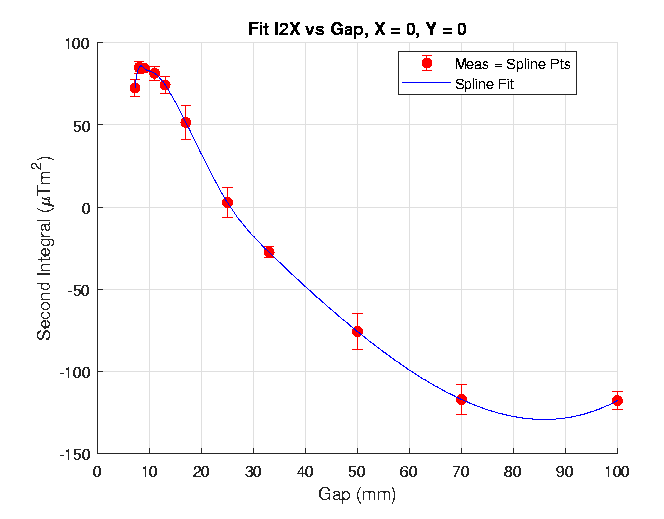 Fit I2X vs Gap, X = 0, Y = 0
Meas = Spline Pts
Spline Fit
Second Integral (μTm²)
100
50
0
-50
-100
-150
0 10 20 30 40 50 60 70 80 90 100
Gap (mm)